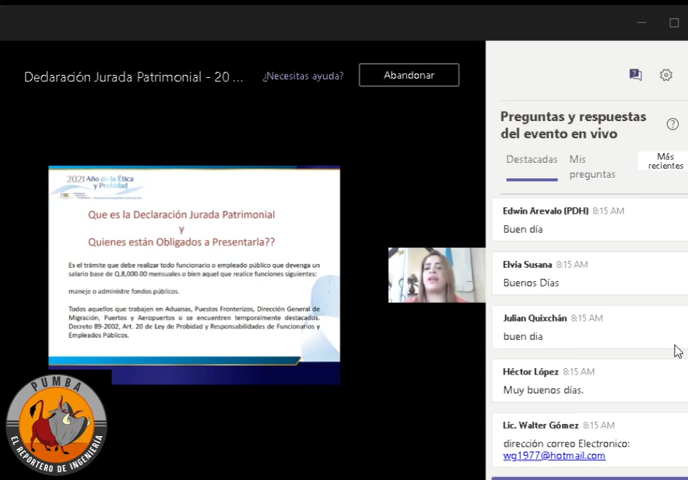 Declaración Jurada Patrimonial - 20 ...
¿Necesitas ayuda?
Abandonar
Preguntas y respuestas
del evento en vivo
Destacadas
Mis
preguntas
Más
recientes
Edwin Arevalo (PDH) 8:15 AM
Buen día
Elvia Susana 8:15 AM
Buenos Días
Julian Quixchán 8:15 AM
buen dia
Héctor López 8:15 AM
Muy buenos días.
Lic. Walter Gómez 8:15 AM
dirección correo Electronico:
wg1977@hotmail.com
2021 Año de la Ética
y Probidad
Que es la Declaración Jurada Patrimonial
y
Quienes están Obligados a Presentarla??
Es el trámite que debe realizar todo funcionario o empleado público que devenga un
salario base de Q.8,000.00 mensuales o bien aquel que realice funciones siguientes:
maneje o administre fondos públicos.
Todos aquellos que trabajen en Aduanas, Puestos Fronterizos, Dirección General de
Migración, Puertos y Aeropuertos o se encuentren temporalmente destacados.
Decreto 89-2002, Art. 20 de Ley de Probidad y Responsabilidades de Funcionarios y
Empleados Públicos.
PUMBA
EL REPORTERO DE INGENIERÍA